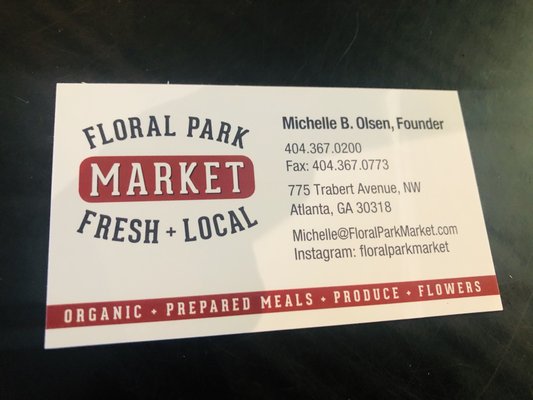 FLORAL PARK
MARKET
FRESH + LOCAL
Michelle B. Olsen, Founder
404.367.0200
Fax: 404.367.0773
775 Trabert Avenue, NW
Atlanta, GA 30318
Michelle@FloralParkMarket.com
Instagram: floralparkmarket
ORGANIC + PREPARED MEALS + PRODUCE + FLOWERS